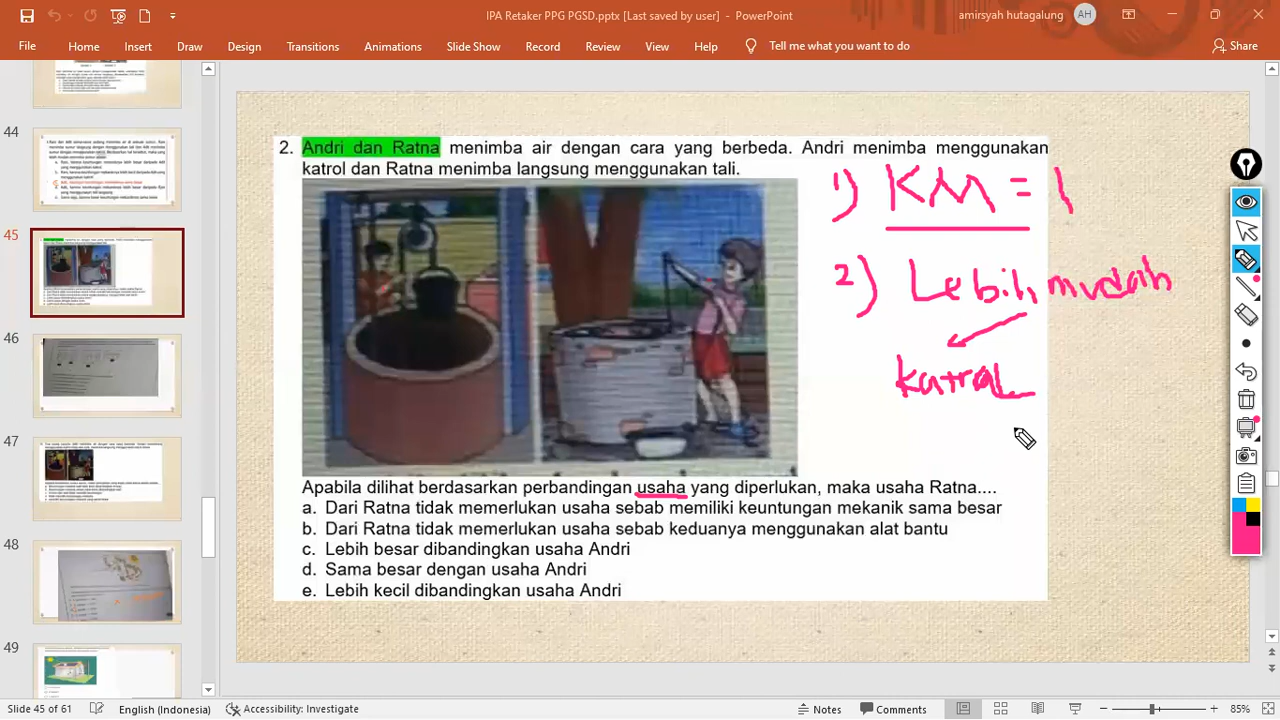 IPA Retaker PPG PGSD.pptx [Last saved by user] - PowerPoint
amirsyah hutagalung
AH
File
Home
Insert
Draw
Design
Transitions
Animations
Slide Show
Record
Review
View
Help
Tell me what you want to do
Share
44
45
46
47
48
49
2. Andri dan Ratna menimba air dengan cara yang berbeda. Andri menimba menggunakan
katrol dan Ratna menimba langsung menggunakan tali.
1) KM = 1
2) Lebih mudah
katrol
Apabila dilihat berdasarkan perbandingan usaha yang diperlukan, maka usaha Ratna....
a. Dari Ratna tidak memerlukan usaha sebab memiliki keuntungan mekanik sama besar
b. Dari Ratna tidak memerlukan usaha sebab keduanya menggunakan alat bantu
c. Lebih besar dibandingkan usaha Andri
d. Sama besar dengan usaha Andri
e. Labih kecil dibandingkan usaha Andri
Slide 45 of 61
English (Indonesia)
Accessibility: Investigate
Notes
Comments
85%